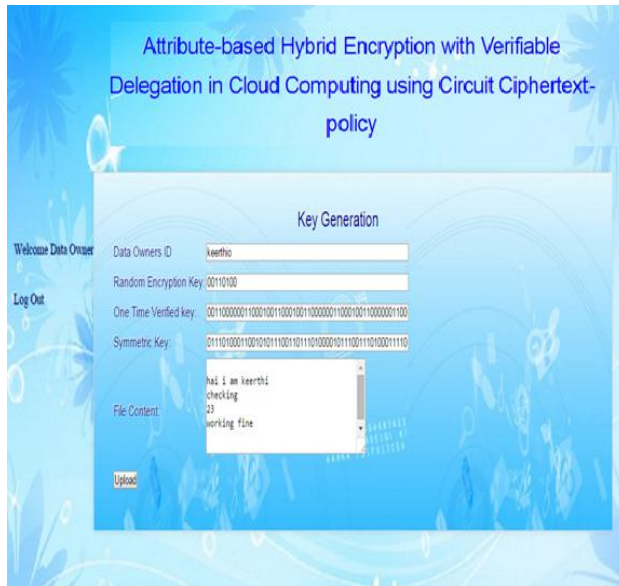 Attribute-based Hybrid Encryption with Verifiable
Delegation in Cloud Computing using Circuit Ciphertext-
policy
Key Generation
Welcome Data Owner
Log Out
Data Owners ID keerthio
Random Encryption Key: 00110100
One Time Verified key:
Symmetric Key:
File Content:
hai i am keerthi
checking
23
working fine
Upload